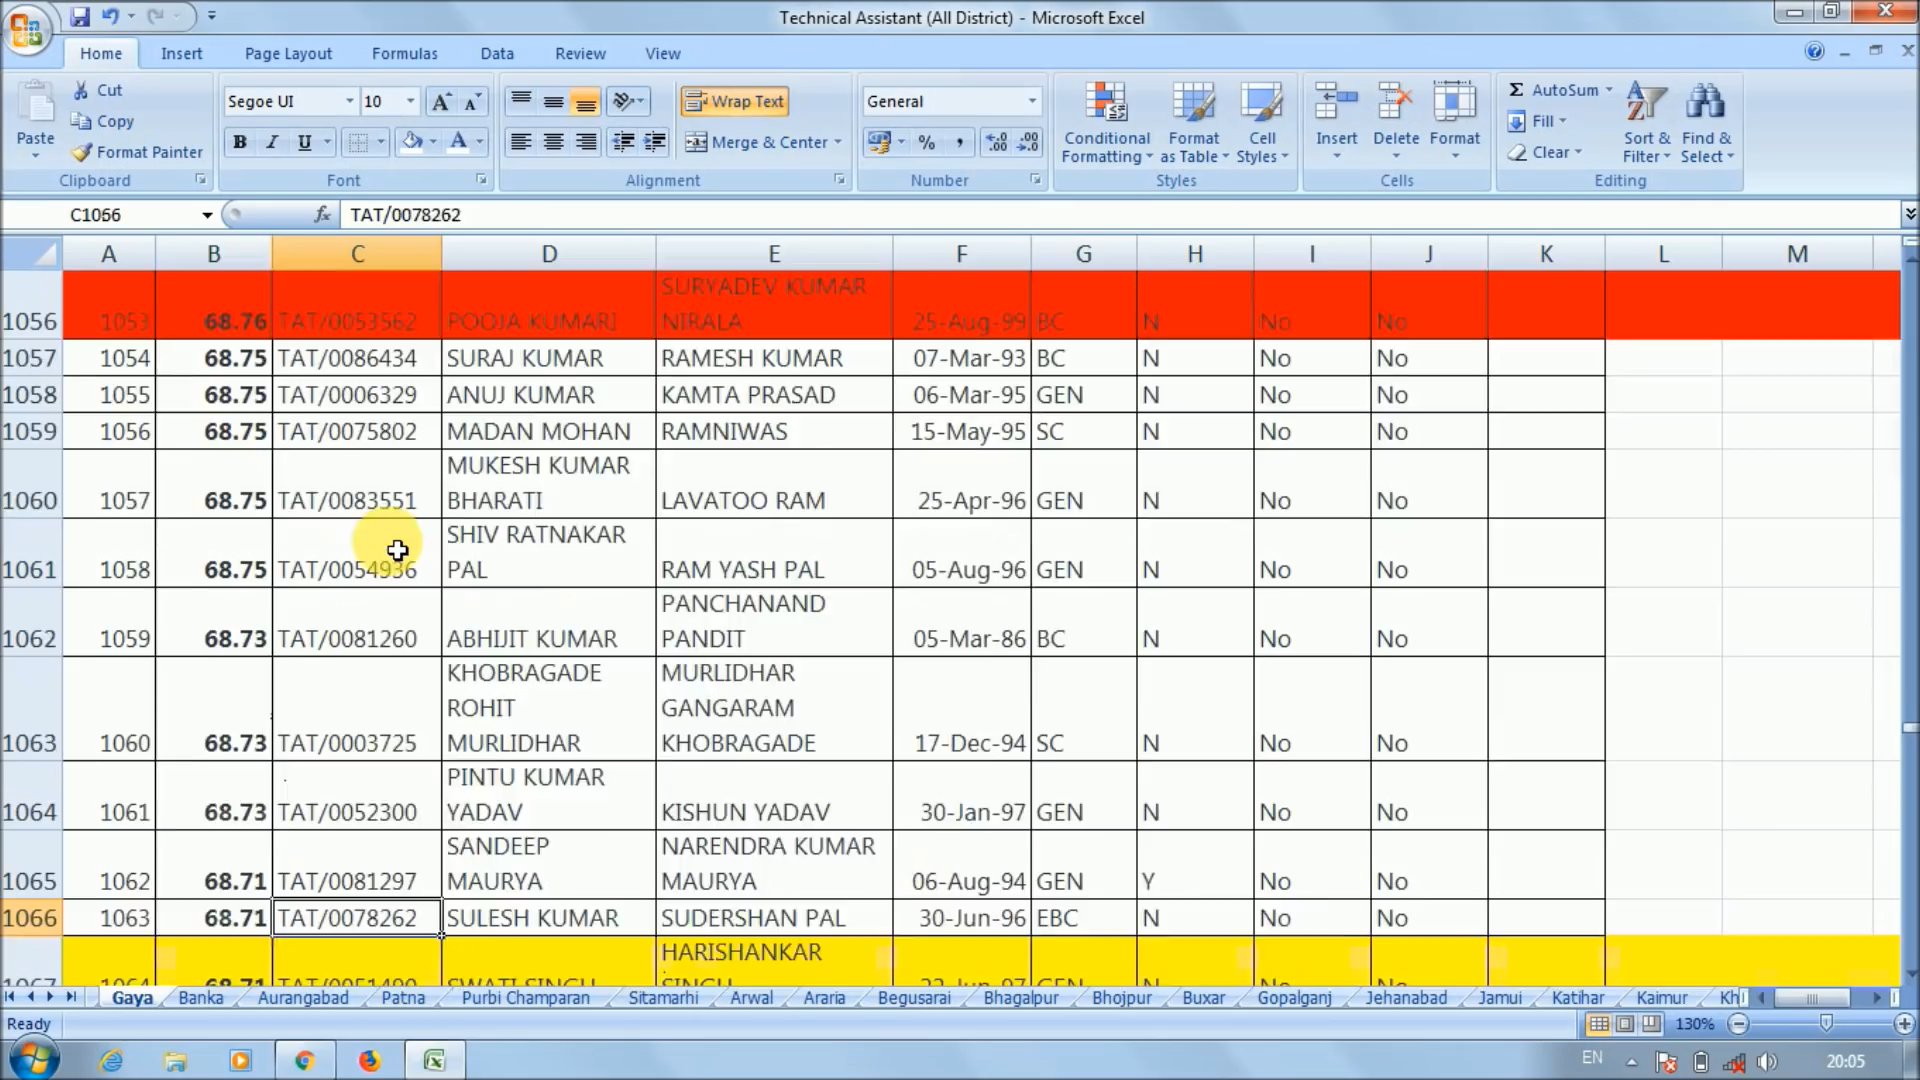 Technical Assistant (All District) - Microsoft Excel
Home Insert Page Layout Formulas Data Review View
Paste Cut Copy Format Painter Clipboard
Segoe UI 10 B I U Font
Wrap Text Merge & Center Alignment
General % , Number
Conditional Formatting Format as Table Cell Styles Styles
Insert Delete Format Cells
Σ AutoSum Fill Clear Sort & Filter Find & Select Editing
C1066 fx TAT/0078262
A B C D E F G H I J K L M
1056 1053 68.76 TAT/0053562 POOJA KUMARI SURYADEV KUMAR NIRALA 25-Aug-99 BC N No No
1057 1054 68.75 TAT/0086434 SURAJ KUMAR RAMESH KUMAR 07-Mar-93 BC N No No
1058 1055 68.75 TAT/0006329 ANUJ KUMAR KAMTA PRASAD 06-Mar-95 GEN N No No
1059 1056 68.75 TAT/0075802 MADAN MOHAN RAMNIWAS 15-May-95 SC N No No
1060 1057 68.75 TAT/0083551 MUKESH KUMAR BHARATI LAVATOO RAM 25-Apr-96 GEN N No No
1061 1058 68.75 TAT/0054936 SHIV RATNAKAR PAL RAM YASH PAL 05-Aug-96 GEN N No No
1062 1059 68.73 TAT/0081260 ABHIJIT KUMAR PANCHANAND PANDIT 05-Mar-86 BC N No No
1063 1060 68.73 TAT/0003725 KHOBRAGADE ROHIT MURLIDHAR MURLIDHAR GANGARAM KHOBRAGADE 17-Dec-94 SC N No No
1064 1061 68.73 TAT/0052300 PINTU KUMAR YADAV KISHUN YADAV 30-Jan-97 GEN N No No
1065 1062 68.71 TAT/0081297 SANDEEP MAURYA NARENDRA KUMAR MAURYA 06-Aug-94 GEN Y No No
1066 1063 68.71 TAT/0078262 SULESH KUMAR SUDERSHAN PAL 30-Jun-96 EBC N No No
1067 1064 68.71 SWATI SINGH HARISHANKAR SINGH GEN N No No
Gaya Banka Aurangabad Patna Purbi Champaran Sitamarhi Arwal Araria Begusarai Bhagalpur Bhojpur Buxar Gopalganj Jehanabad Jamui Katihar Kaimur
Ready 130%
EN 20:05